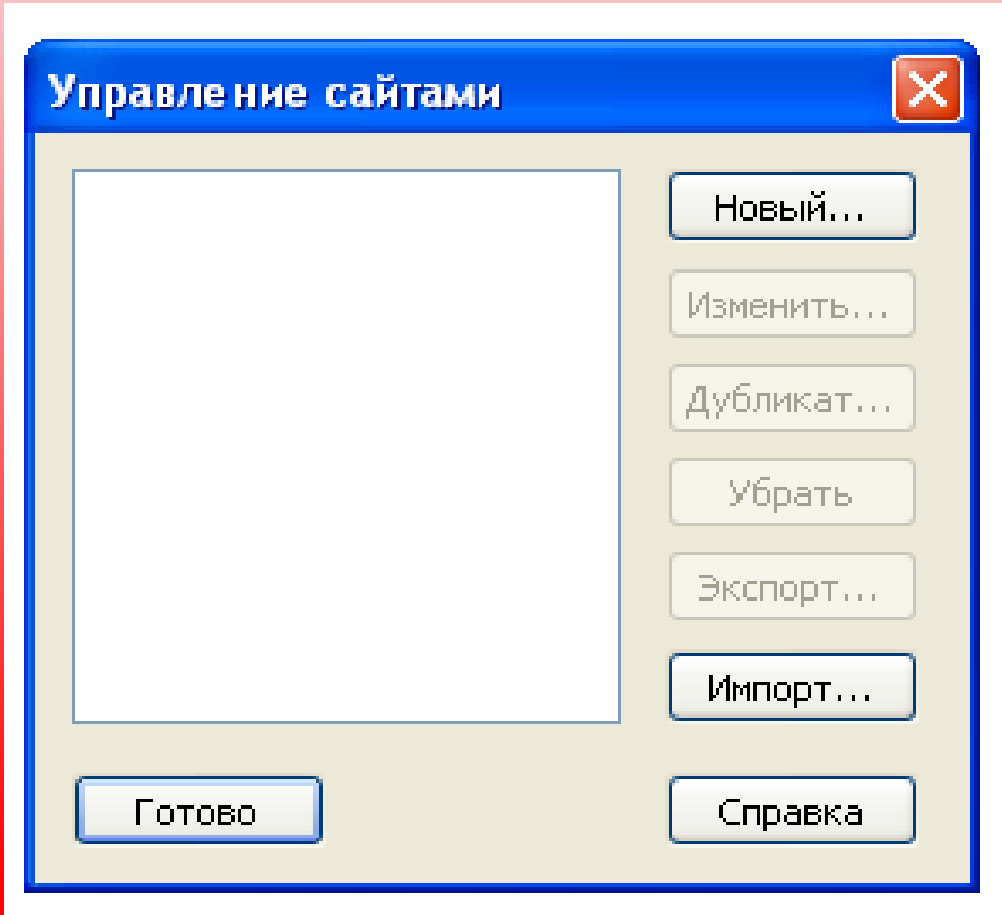 Управление сайтами
Новый...
Изменить...
Дубликат...
Убрать
Экспорт...
Импорт...
Готово
Справка